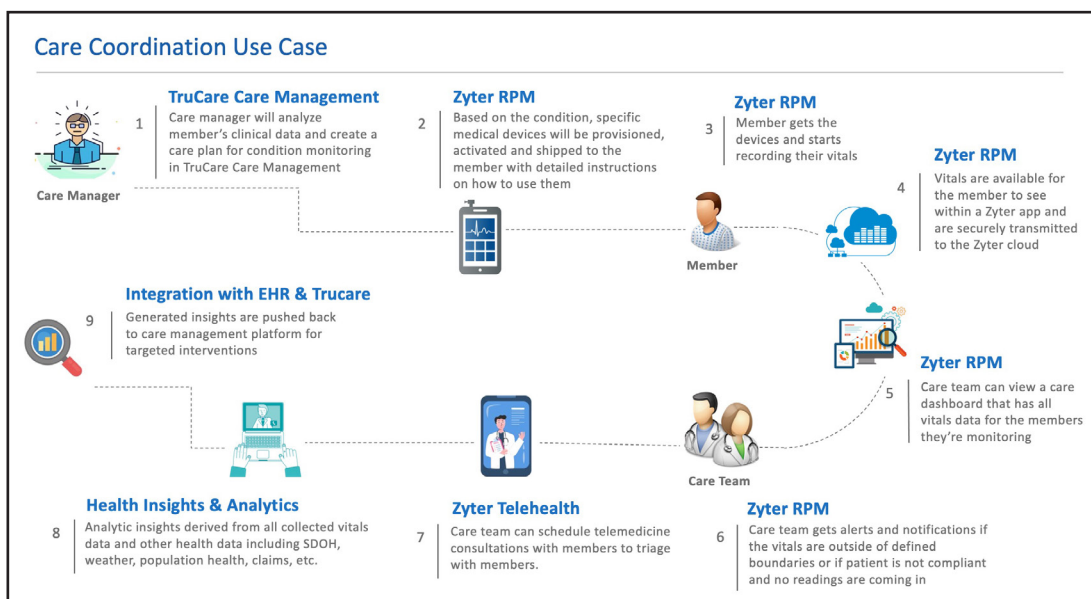 Care Coordination Use Case
TruCare Care Management
1
Care manager will analyze
member's clinical data and create a
care plan for condition monitoring
in TruCare Care Management
Care Manager
Zyter RPM
2
Based on the condition, specific
medical devices will be provisioned,
activated and shipped to the
member with detailed instructions
on how to use them
Zyter RPM
3
Member gets the
devices and starts
recording their vitals
Member
Zyter RPM
4
Vitals are available for
the member to see
within a Zyter app and
are securely transmitted
to the Zyter cloud
Zyter RPM
5
Care team can view a care
dashboard that has all
vitals data for the members
they're monitoring
Care Team
Zyter RPM
6
Care team gets alerts and notifications if
the vitals are outside of defined
boundaries or if patient is not compliant
and no readings are coming in
Zyter Telehealth
7
Care team can schedule telemedicine
consultations with members to triage
with members.
Health Insights & Analytics
8
Analytic insights derived from all collected vitals
data and other health data including SDOH,
weather, population health, claims, etc.
Integration with EHR & Trucare
9
Generated insights are pushed back
to care management platform for
targeted interventions